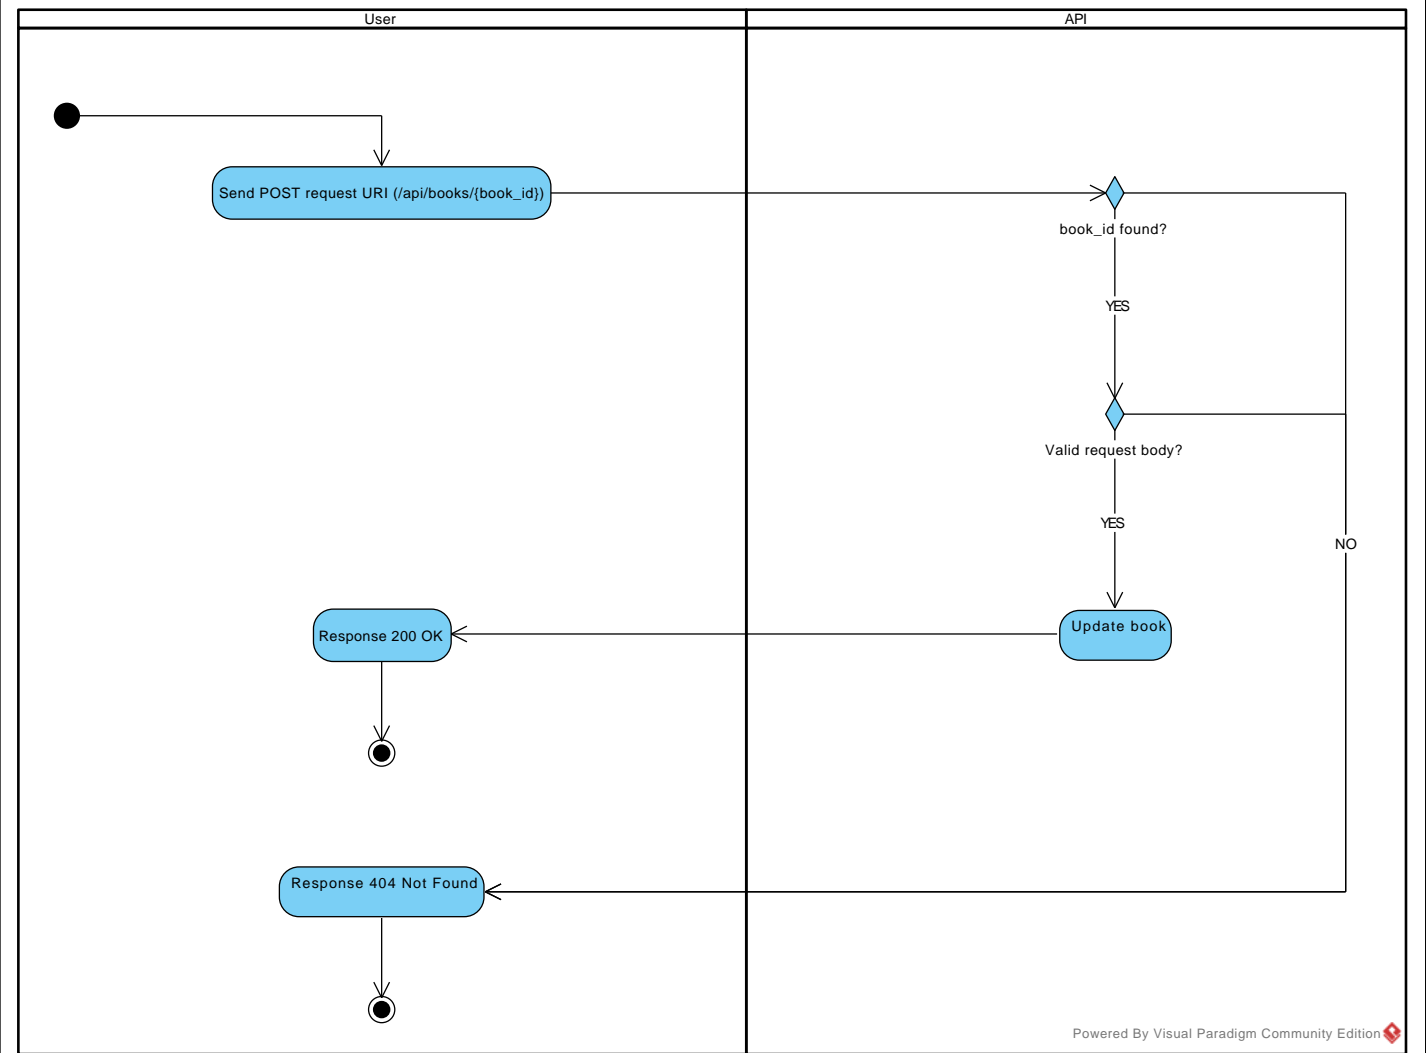 User
API
Send POST request URI (/api/books/{book_id})
book_id found?
YES
Valid request body?
YES
NO
Response 200 OK
Update book
Response 404 Not Found
Powered By Visual Paradigm Community Edition